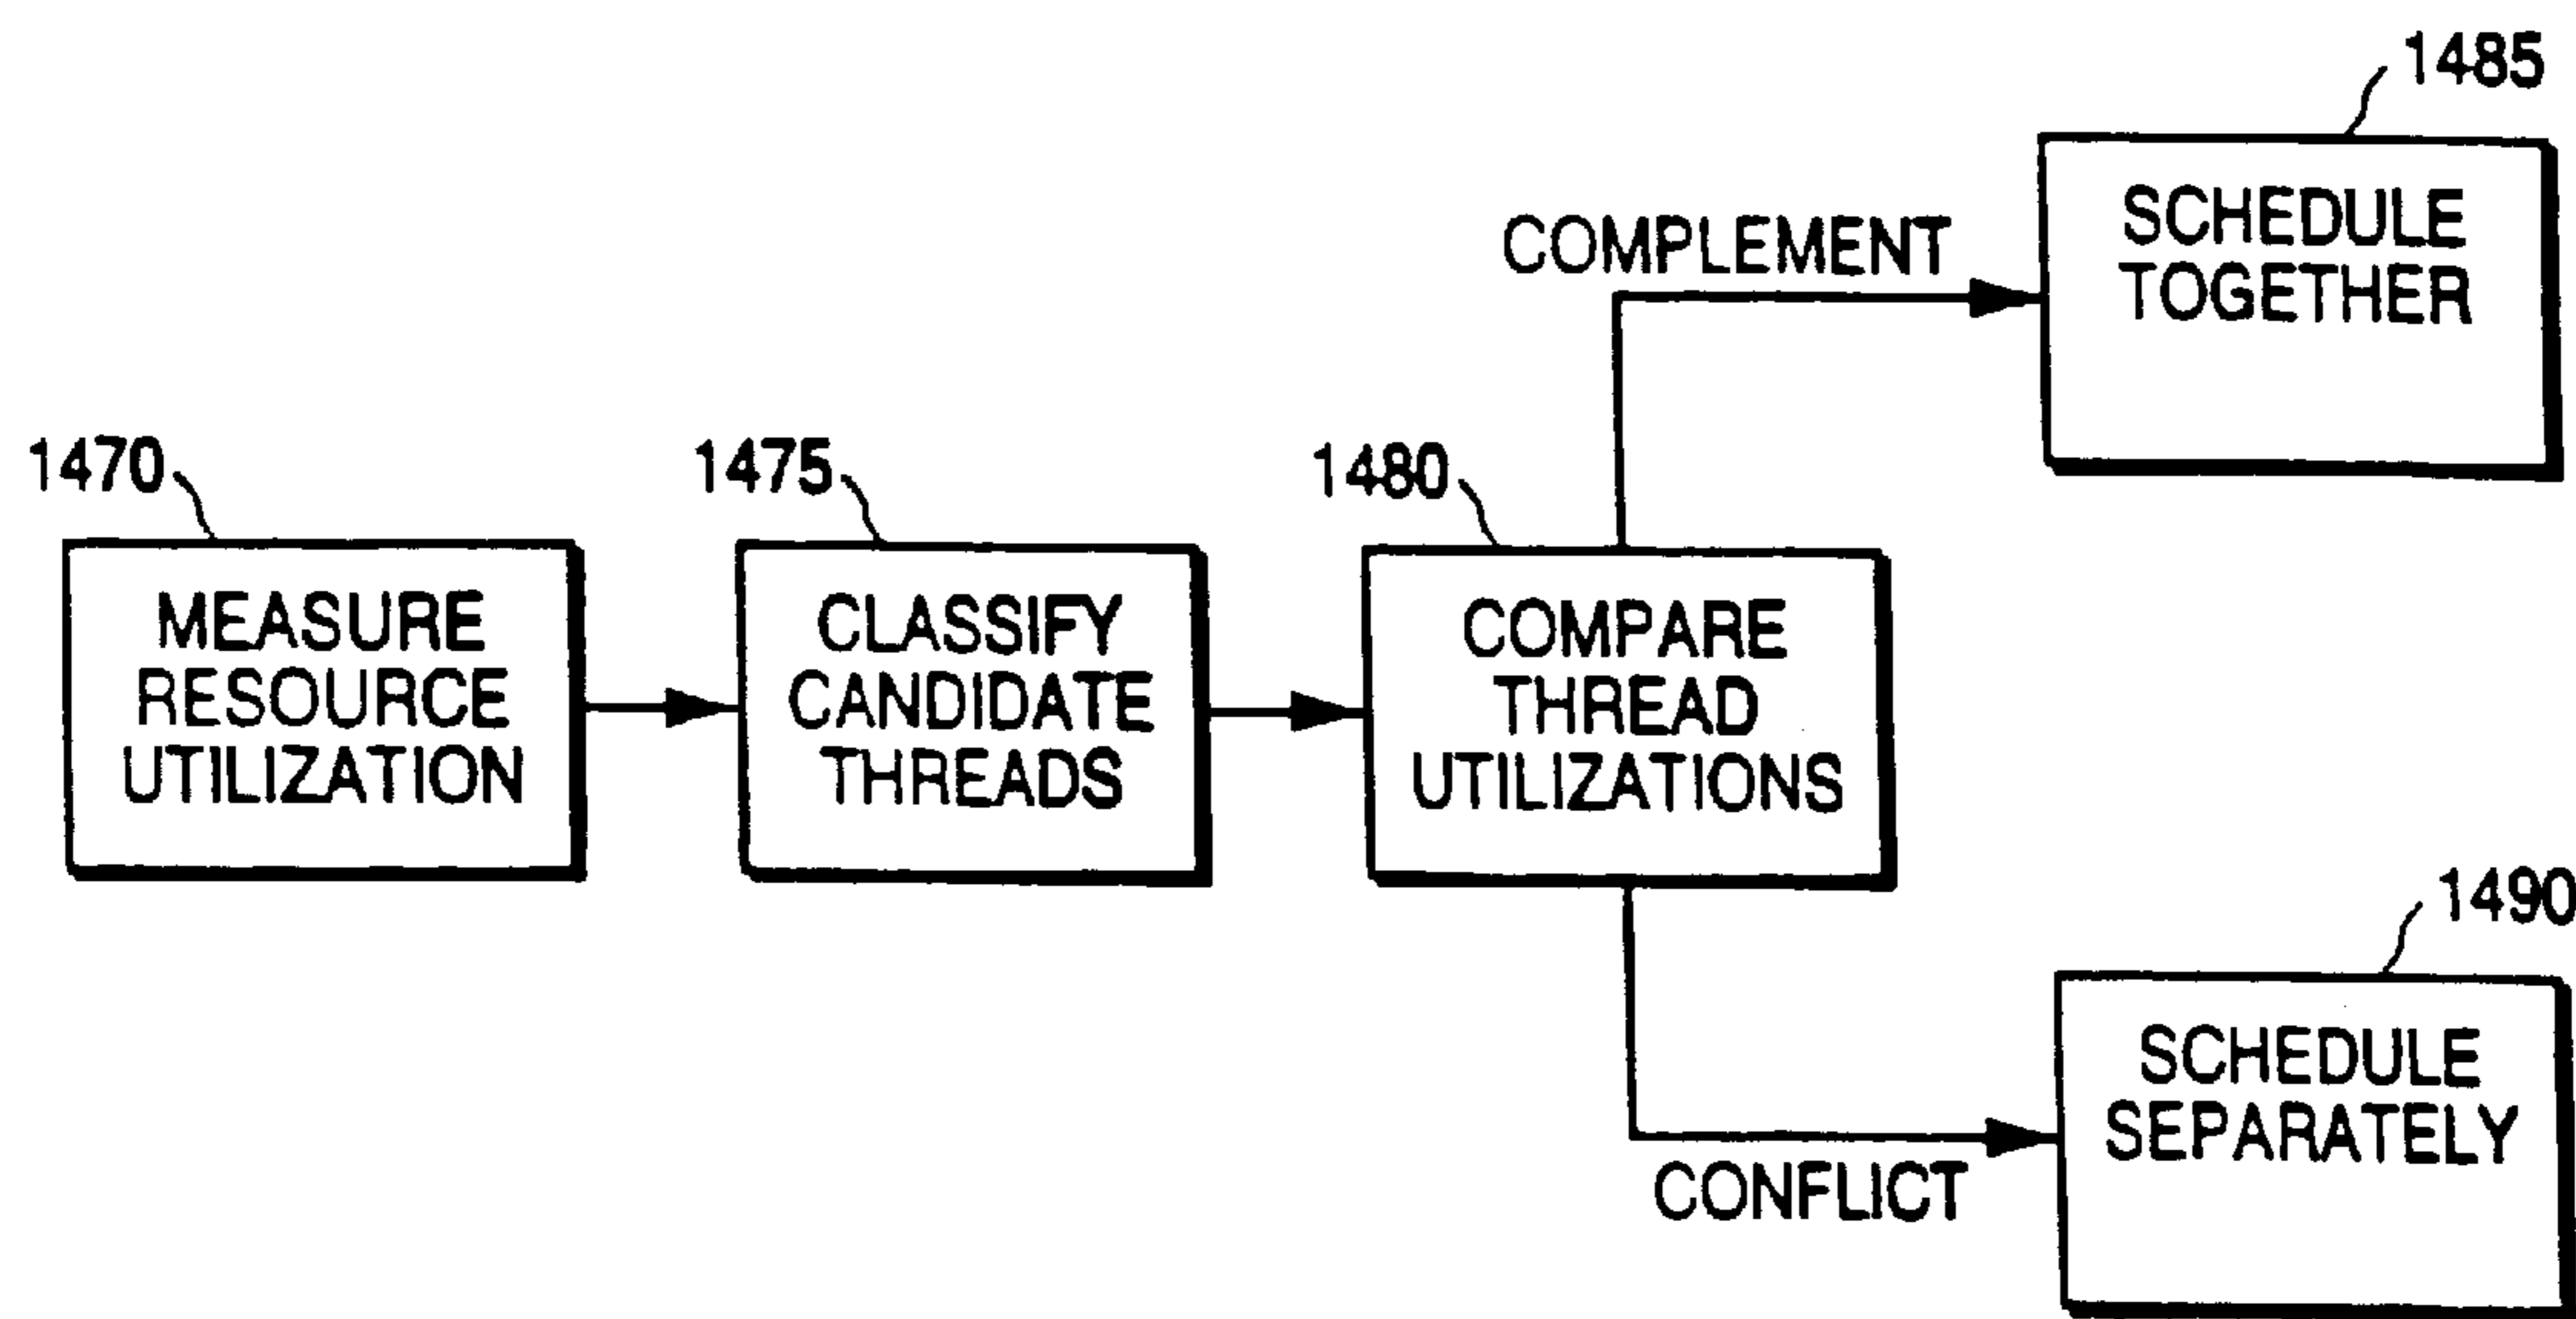 1485
SCHEDULE
TOGETHER
COMPLEMENT
1470
MEASURE
RESOURCE
UTILIZATION
1475
CLASSIFY
CANDIDATE
THREADS
1480
COMPARE
THREAD
UTILIZATIONS
1490
SCHEDULE
SEPARATELY
CONFLICT